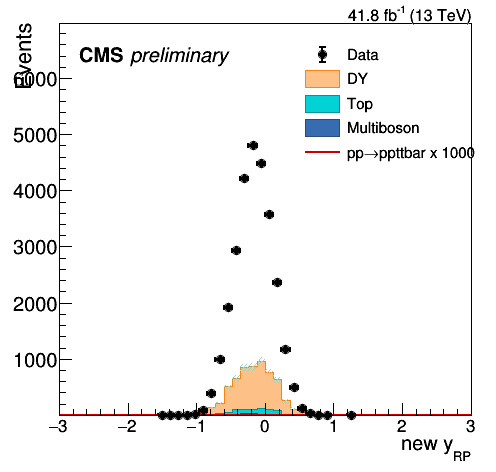 41.8 fb⁻¹ (13 TeV)
Events
CMS preliminary
Data
DY
Top
Multiboson
pp→ppttbar x 1000
6000
5000
4000
3000
2000
1000
−3 −2 −1 0 1 2 3
new y_RP